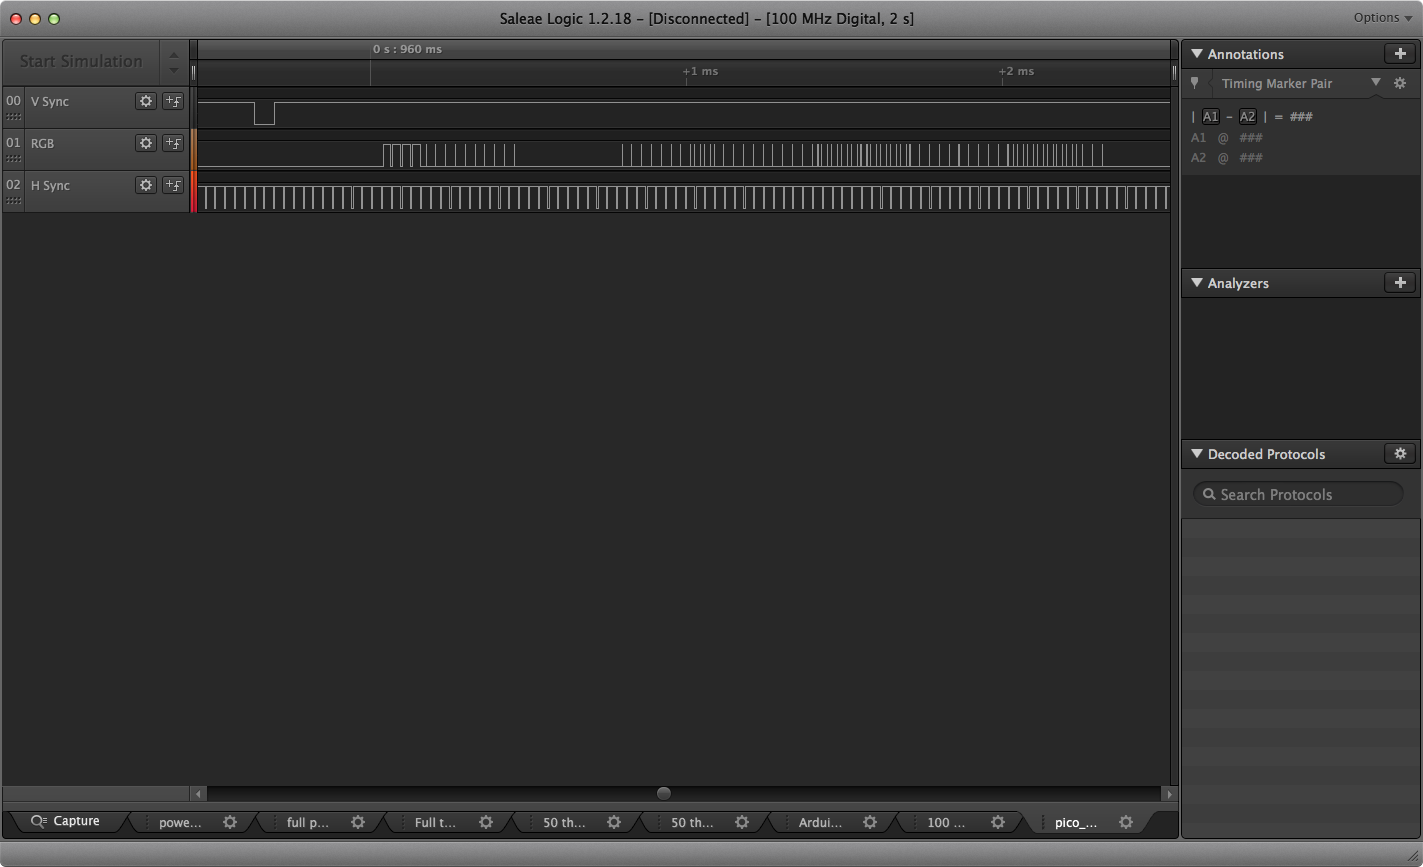 Saleae Logic 1.2.18 – [Disconnected] – [100 MHz Digital, 2 s]
Options
Start Simulation
0 s : 960 ms
+1 ms
+2 ms
00 V Sync
01 RGB
02 H Sync
Annotations
Timing Marker Pair
| A1 – A2 | = ###
A1 @ ###
A2 @ ###
Analyzers
Decoded Protocols
Search Protocols
Capture
powe...
full p...
Full t...
50 th...
50 th...
Ardui...
100 ...
pico_...